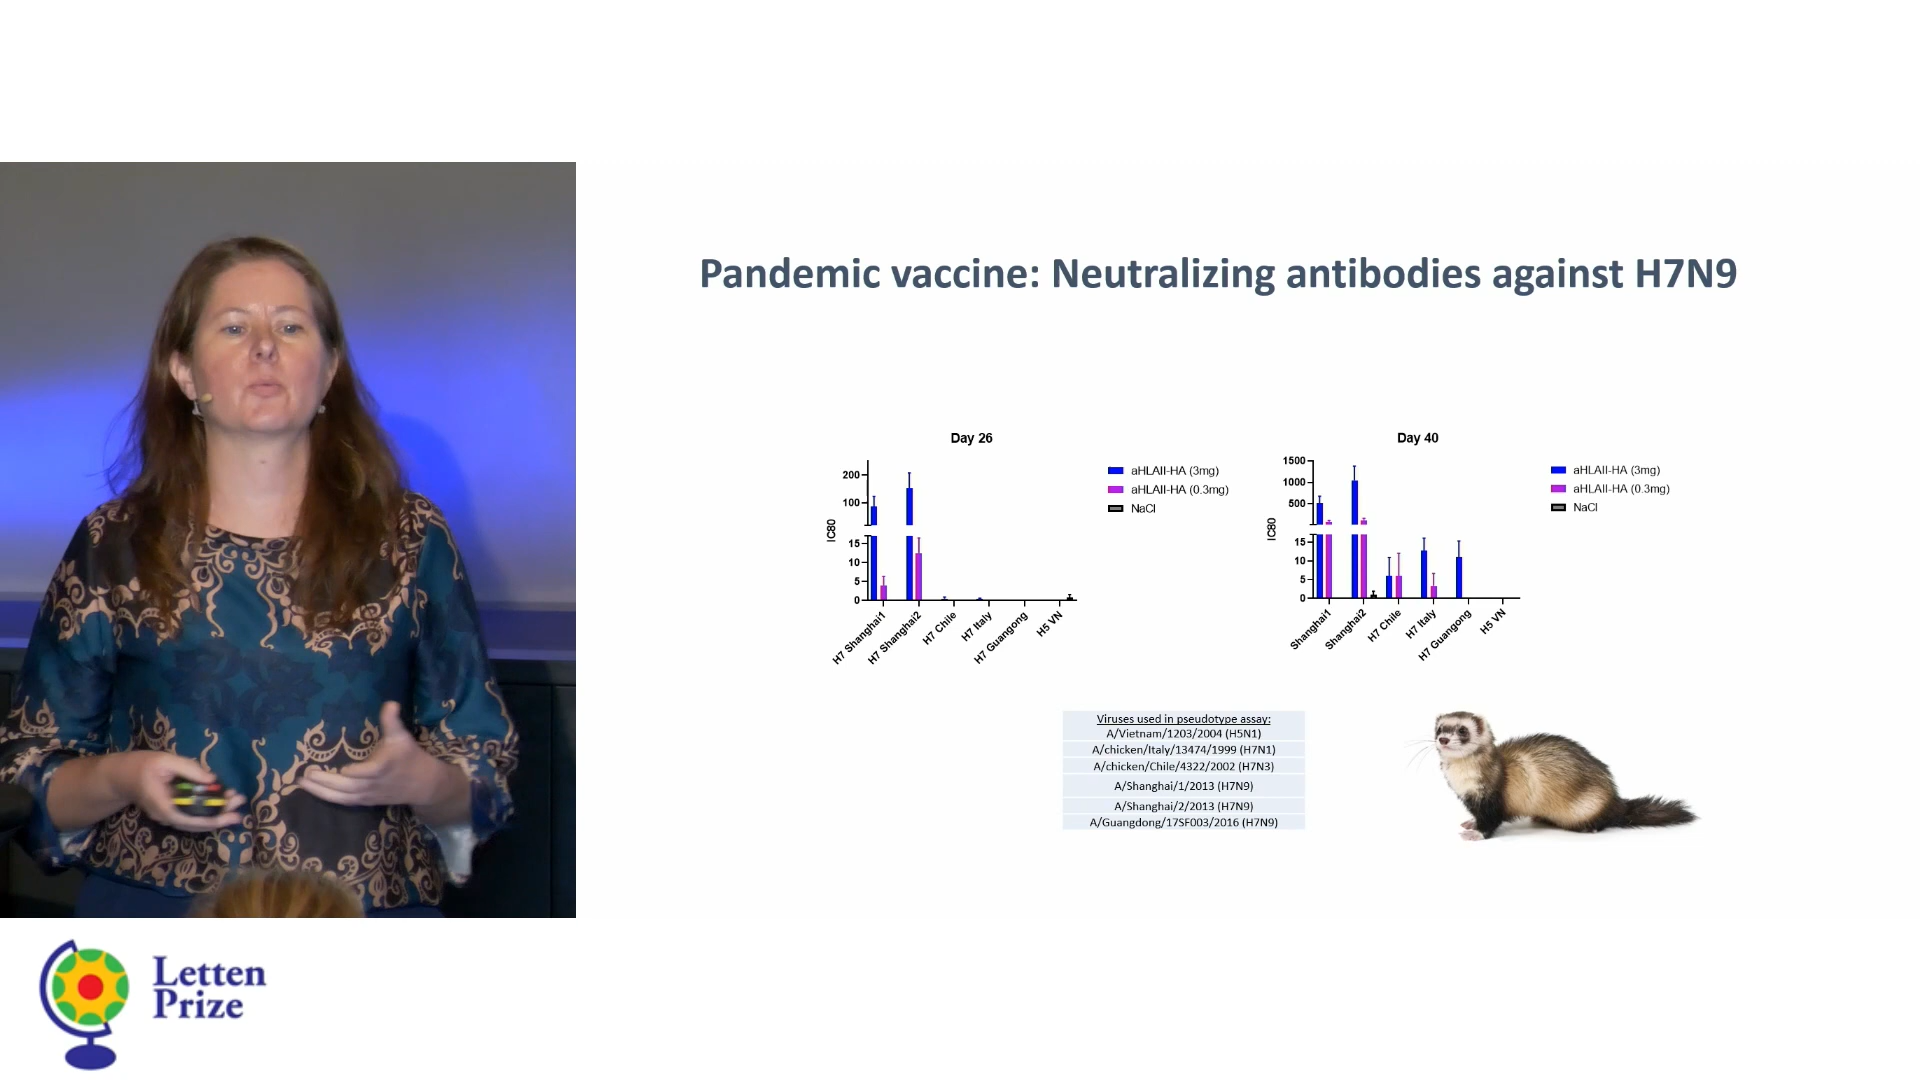 Pandemic vaccine: Neutralizing antibodies against H7N9
Day 26
IC80
200
100
15
10
5
0
H7 Shanghai1
H7 Shanghai2
H7 Chile
H7 Italy
H7 Guangong
H5 VN
aHLAII-HA (3mg)
aHLAII-HA (0.3mg)
NaCl
Day 40
IC80
1500
1000
500
15
10
5
0
Shanghai1
Shanghai2
H7 Chile
H7 Italy
H7 Guangong
H5 VN
aHLAII-HA (3mg)
aHLAII-HA (0.3mg)
NaCl
Viruses used in pseudotype assay:
A/Vietnam/1203/2004 (H5N1)
A/chicken/Italy/13474/1999 (H7N1)
A/chicken/Chile/4322/2002 (H7N3)
A/Shanghai/1/2013 (H7N9)
A/Shanghai/2/2013 (H7N9)
A/Guangdong/17SF003/2016 (H7N9)
Letten
Prize